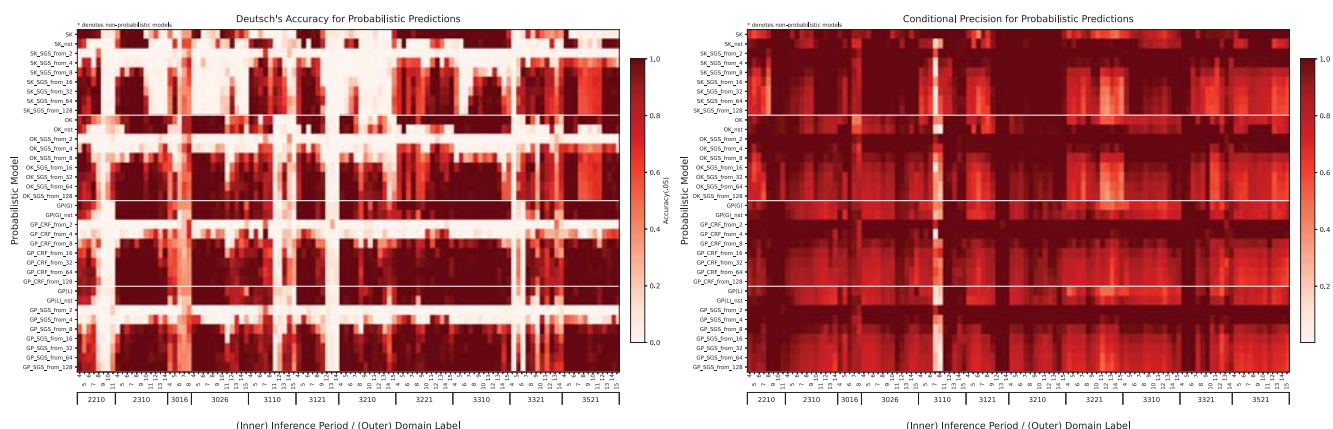 Deutsch's Accuracy for Probabilistic Predictions
* denotes non-probabilistic models
Probabilistic Model
SK
SK_nst
SK_SGS_from_2
SK_SGS_from_4
SK_SGS_from_8
SK_SGS_from_16
SK_SGS_from_32
SK_SGS_from_64
SK_SGS_from_128
OK
OK_nst
OK_SGS_from_2
OK_SGS_from_4
OK_SGS_from_8
OK_SGS_from_16
OK_SGS_from_32
OK_SGS_from_64
OK_SGS_from_128
GP(G)
GP(G)_nst
GP_CRF_from_2
GP_CRF_from_4
GP_CRF_from_8
GP_CRF_from_16
GP_CRF_from_32
GP_CRF_from_64
GP_CRF_from_128
GP(L)
GP(L)_nst
GP_SGS_from_2
GP_SGS_from_4
GP_SGS_from_8
GP_SGS_from_16
GP_SGS_from_32
GP_SGS_from_64
GP_SGS_from_128
2210 2310 3016 3026 3110 3121 3210 3221 3310 3321 3521
(Inner) Inference Period / (Outer) Domain Label
1.0
0.8
0.6
0.4
0.2
0.0
Accuracy(.05)
Conditional Precision for Probabilistic Predictions
* denotes non-probabilistic models
Probabilistic Model
SK
SK_nst
SK_SGS_from_2
SK_SGS_from_4
SK_SGS_from_8
SK_SGS_from_16
SK_SGS_from_32
SK_SGS_from_64
SK_SGS_from_128
OK
OK_nst
OK_SGS_from_2
OK_SGS_from_4
OK_SGS_from_8
OK_SGS_from_16
OK_SGS_from_32
OK_SGS_from_64
OK_SGS_from_128
GP(G)
GP(G)_nst
GP_CRF_from_2
GP_CRF_from_4
GP_CRF_from_8
GP_CRF_from_16
GP_CRF_from_32
GP_CRF_from_64
GP_CRF_from_128
GP(L)
GP(L)_nst
GP_SGS_from_2
GP_SGS_from_4
GP_SGS_from_8
GP_SGS_from_16
GP_SGS_from_32
GP_SGS_from_64
GP_SGS_from_128
2210 2310 3016 3026 3110 3121 3210 3221 3310 3321 3521
(Inner) Inference Period / (Outer) Domain Label
1.0
0.8
0.6
0.4
0.2